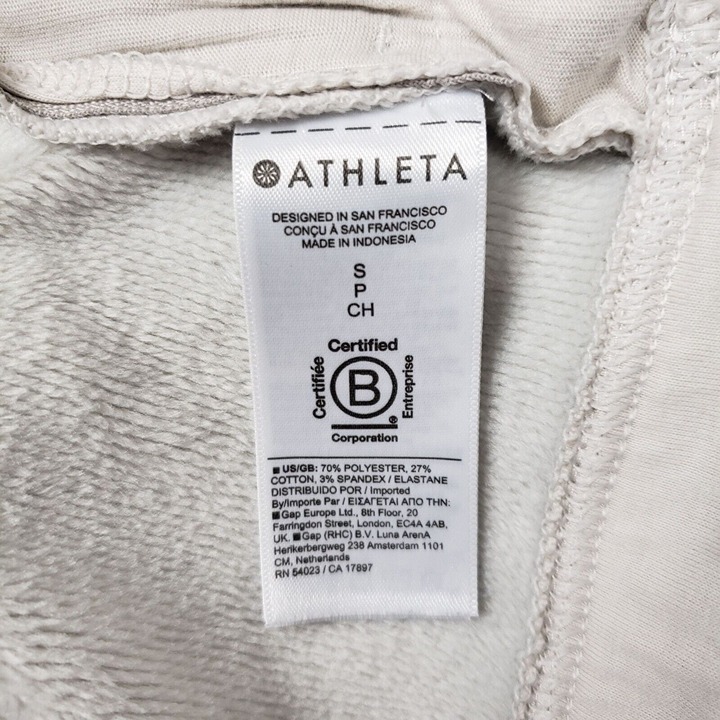 ATHLETA
DESIGNED IN SAN FRANCISCO
CONÇU À SAN FRANCISCO
MADE IN INDONESIA
S
P
CH
Certified
Certifiée
B
Entreprise
®
Corporation
■ US/GB: 70% POLYESTER, 27%
COTTON, 3% SPANDEX / ELASTANE
DISTRIBUIDO POR / Imported
By/Importe Par / ΕΙΣΑΓΕΤΑΙ ΑΠΟ ΤΗΝ:
■ Gap Europe Ltd., 8th Floor, 20
Farringdon Street, London, EC4A 4AB,
UK. ■ Gap (RHC) B.V. Luna ArenA
Herikerbergweg 238 Amsterdam 1101
CM, Netherlands
RN 54023 / CA 17897